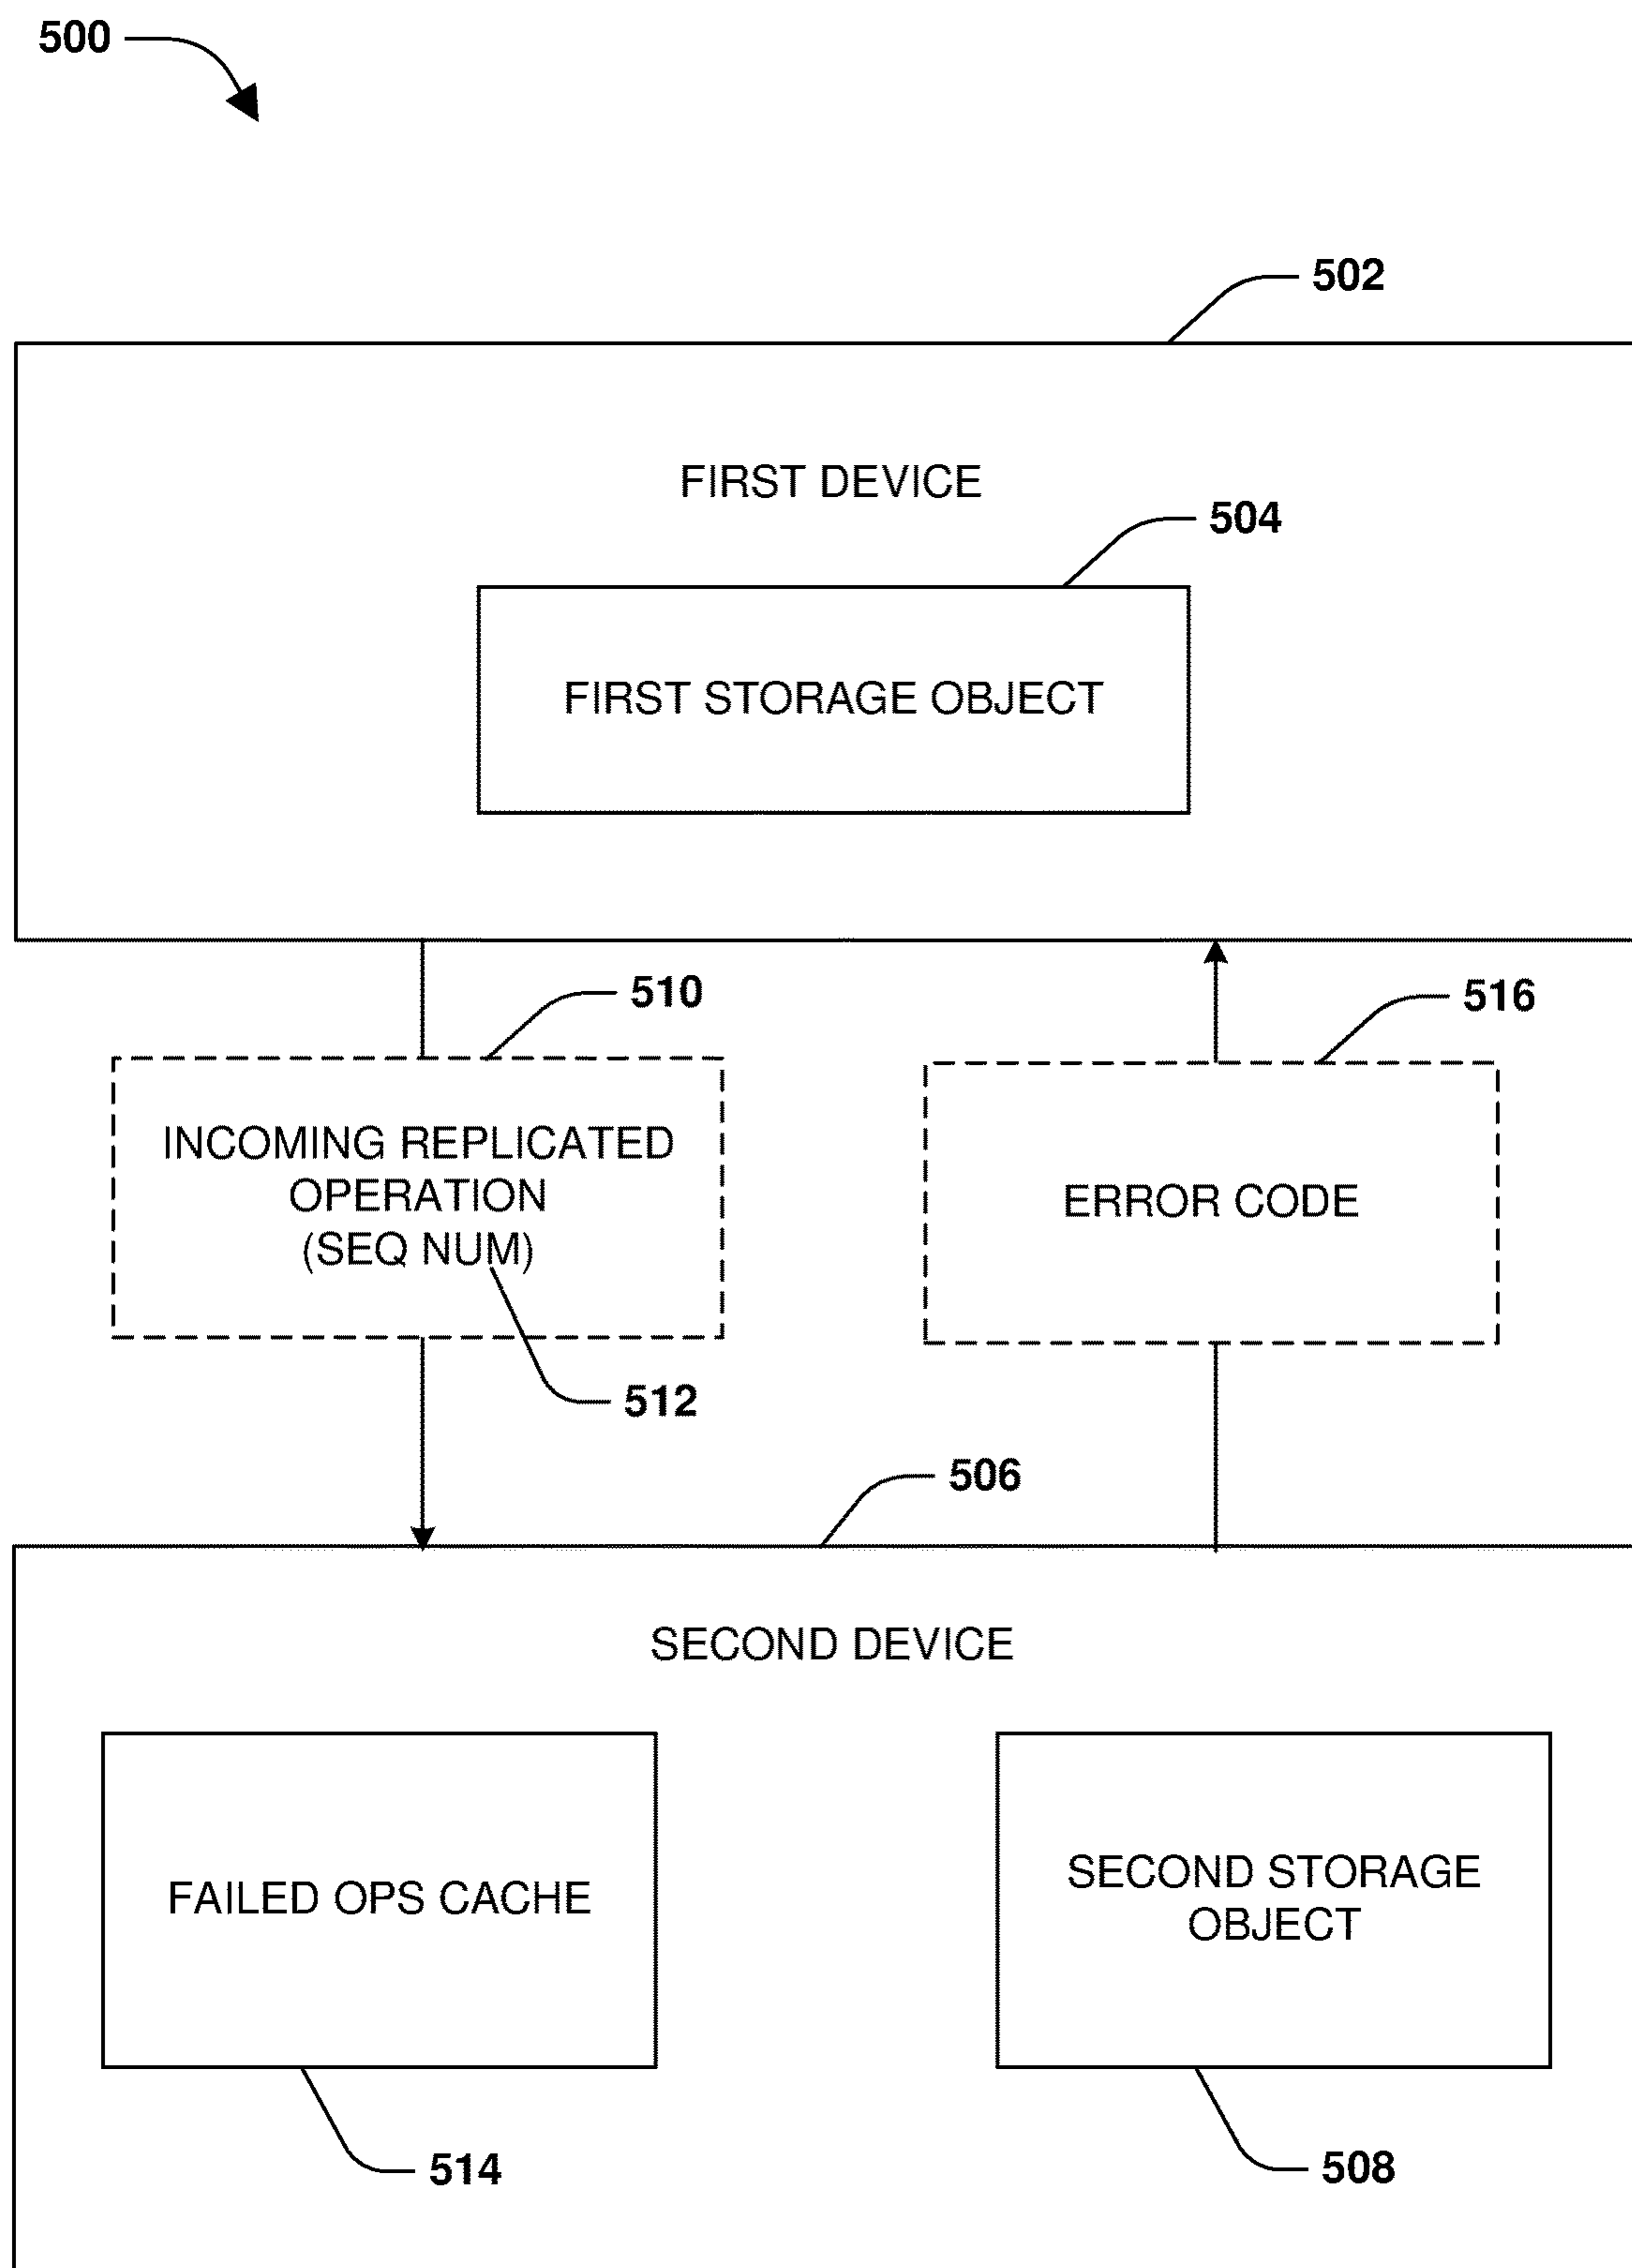 500
502
FIRST DEVICE
504
FIRST STORAGE OBJECT
510
516
INCOMING REPLICATED
OPERATION
(SEQ NUM)
ERROR CODE
512
506
SECOND DEVICE
FAILED OPS CACHE
SECOND STORAGE
OBJECT
514
508